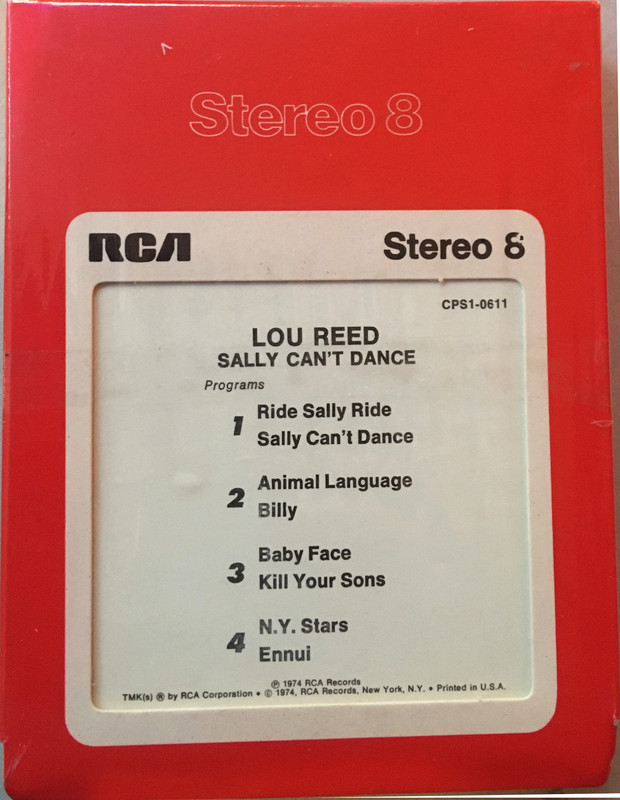 Stereo 8
RCA Stereo 8
CPS1-0611
LOU REED
SALLY CAN'T DANCE
Programs
1 Ride Sally Ride
Sally Can't Dance
2 Animal Language
Billy
3 Baby Face
Kill Your Sons
4 N.Y. Stars
Ennui
℗ 1974 RCA Records
TMK(s) ® by RCA Corporation • © 1974, RCA Records, New York, N.Y. • Printed in U.S.A.